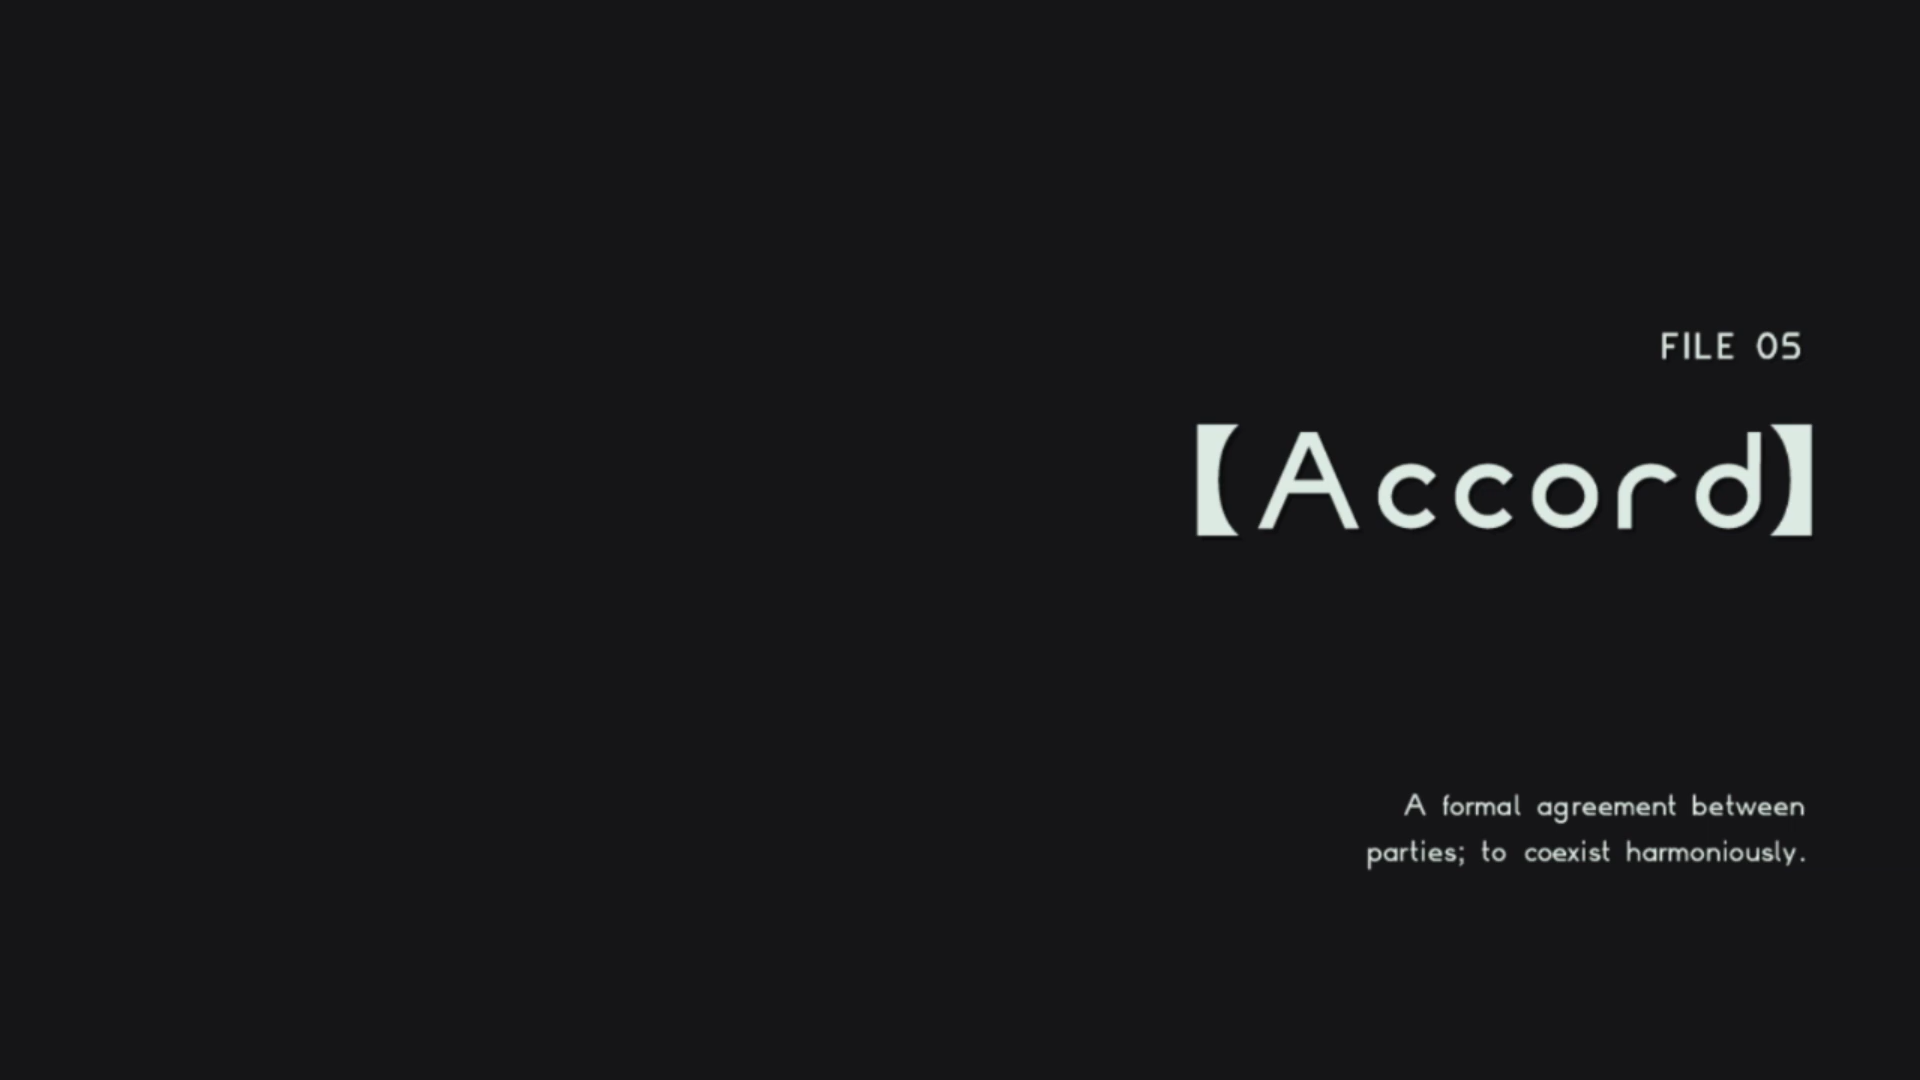 FILE 05
【Accord】
A formal agreement between
parties; to coexist harmoniously.